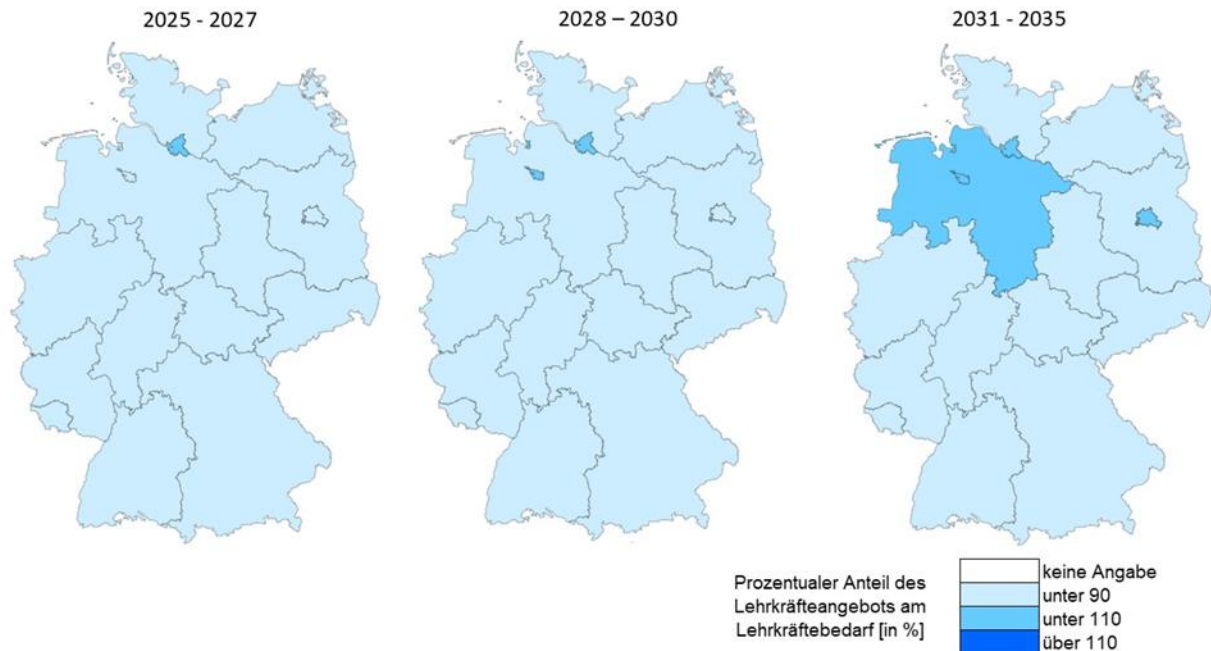 2025 - 2027
2028 – 2030
2031 - 2035
Prozentualer Anteil des
Lehrkräfteangebots am
Lehrkräftebedarf [in %]
keine Angabe
unter 90
unter 110
über 110